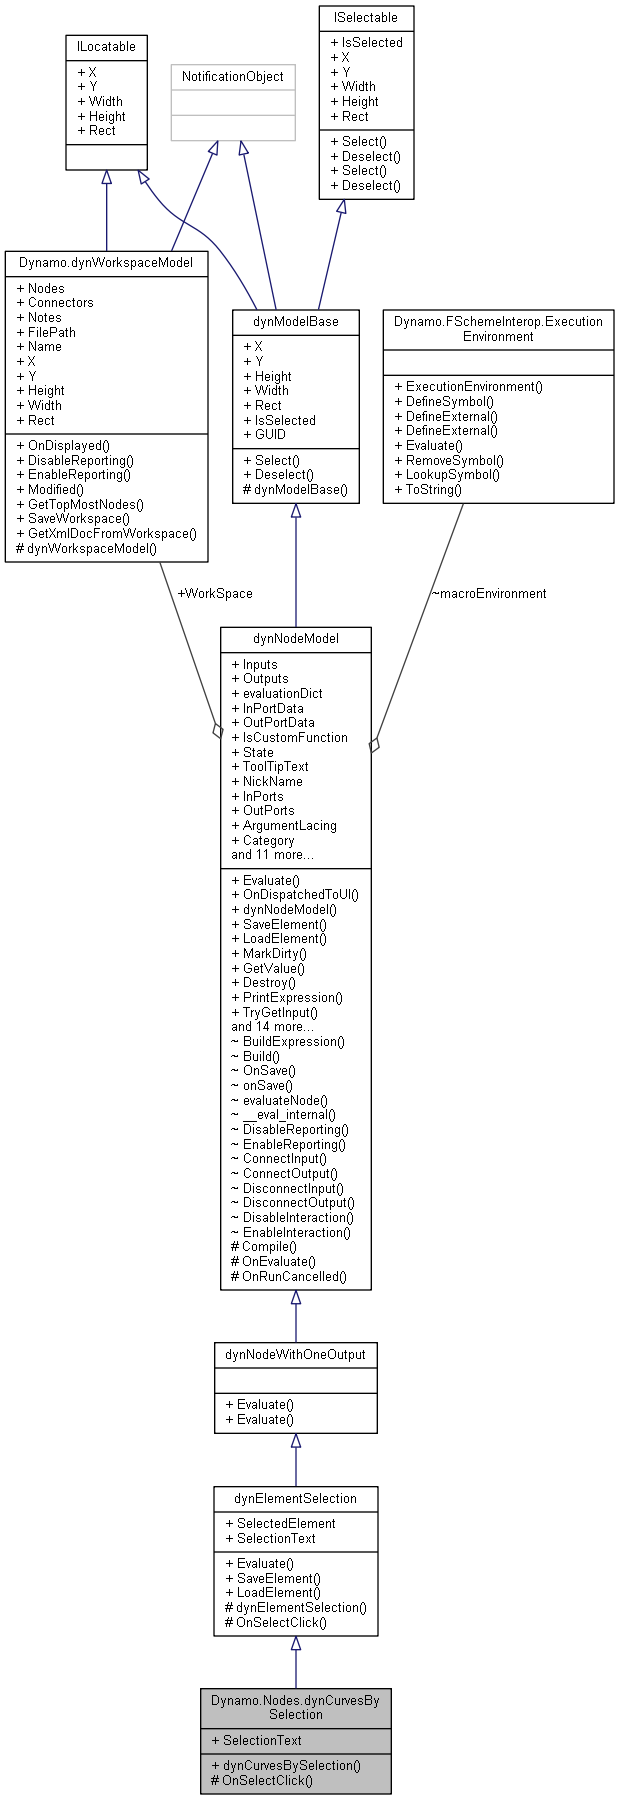 ISelectable
+ IsSelected
+ X
+ Y
+ Width
+ Height
+ Rect
+ Select()
+ Deselect()
+ Select()
+ Deselect()
ILocatable
+ X
+ Y
+ Width
+ Height
+ Rect
NotificationObject
Dynamo.dynWorkspaceModel
+ Nodes
+ Connectors
+ Notes
+ FilePath
+ Name
+ X
+ Y
+ Height
+ Width
+ Rect
+ OnDisplayed()
+ DisableReporting()
+ EnableReporting()
+ Modified()
+ GetTopMostNodes()
+ SaveWorkspace()
+ GetXmlDocFromWorkspace()
# dynWorkspaceModel()
dynModelBase
+ X
+ Y
+ Height
+ Width
+ Rect
+ IsSelected
+ GUID
+ Select()
+ Deselect()
# dynModelBase()
Dynamo.FSchemeInterop.Execution
Environment
+ ExecutionEnvironment()
+ DefineSymbol()
+ DefineExternal()
+ DefineExternal()
+ Evaluate()
+ RemoveSymbol()
+ LookupSymbol()
+ ToString()
+WorkSpace
~macroEnvironment
dynNodeModel
+ Inputs
+ Outputs
+ evaluationDict
+ InPortData
+ OutPortData
+ IsCustomFunction
+ State
+ ToolTipText
+ NickName
+ InPorts
+ OutPorts
+ ArgumentLacing
+ Category
and 11 more...
+ Evaluate()
+ OnDispatchedToUI()
+ dynNodeModel()
+ SaveElement()
+ LoadElement()
+ MarkDirty()
+ GetValue()
+ Destroy()
+ PrintExpression()
+ TryGetInput()
and 14 more...
~ BuildExpression()
~ Build()
~ OnSave()
~ onSave()
~ evaluateNode()
~ __eval_internal()
~ DisableReporting()
~ EnableReporting()
~ ConnectInput()
~ ConnectOutput()
~ DisconnectInput()
~ DisconnectOutput()
~ DisableInteraction()
~ EnableInteraction()
# Compile()
# OnEvaluate()
# OnRunCancelled()
dynNodeWithOneOutput
+ Evaluate()
+ Evaluate()
dynElementSelection
+ SelectedElement
+ SelectionText
+ Evaluate()
+ SaveElement()
+ LoadElement()
# dynElementSelection()
# OnSelectClick()
Dynamo.Nodes.dynCurvesBy
Selection
+ SelectionText
+ dynCurvesBySelection()
# OnSelectClick()